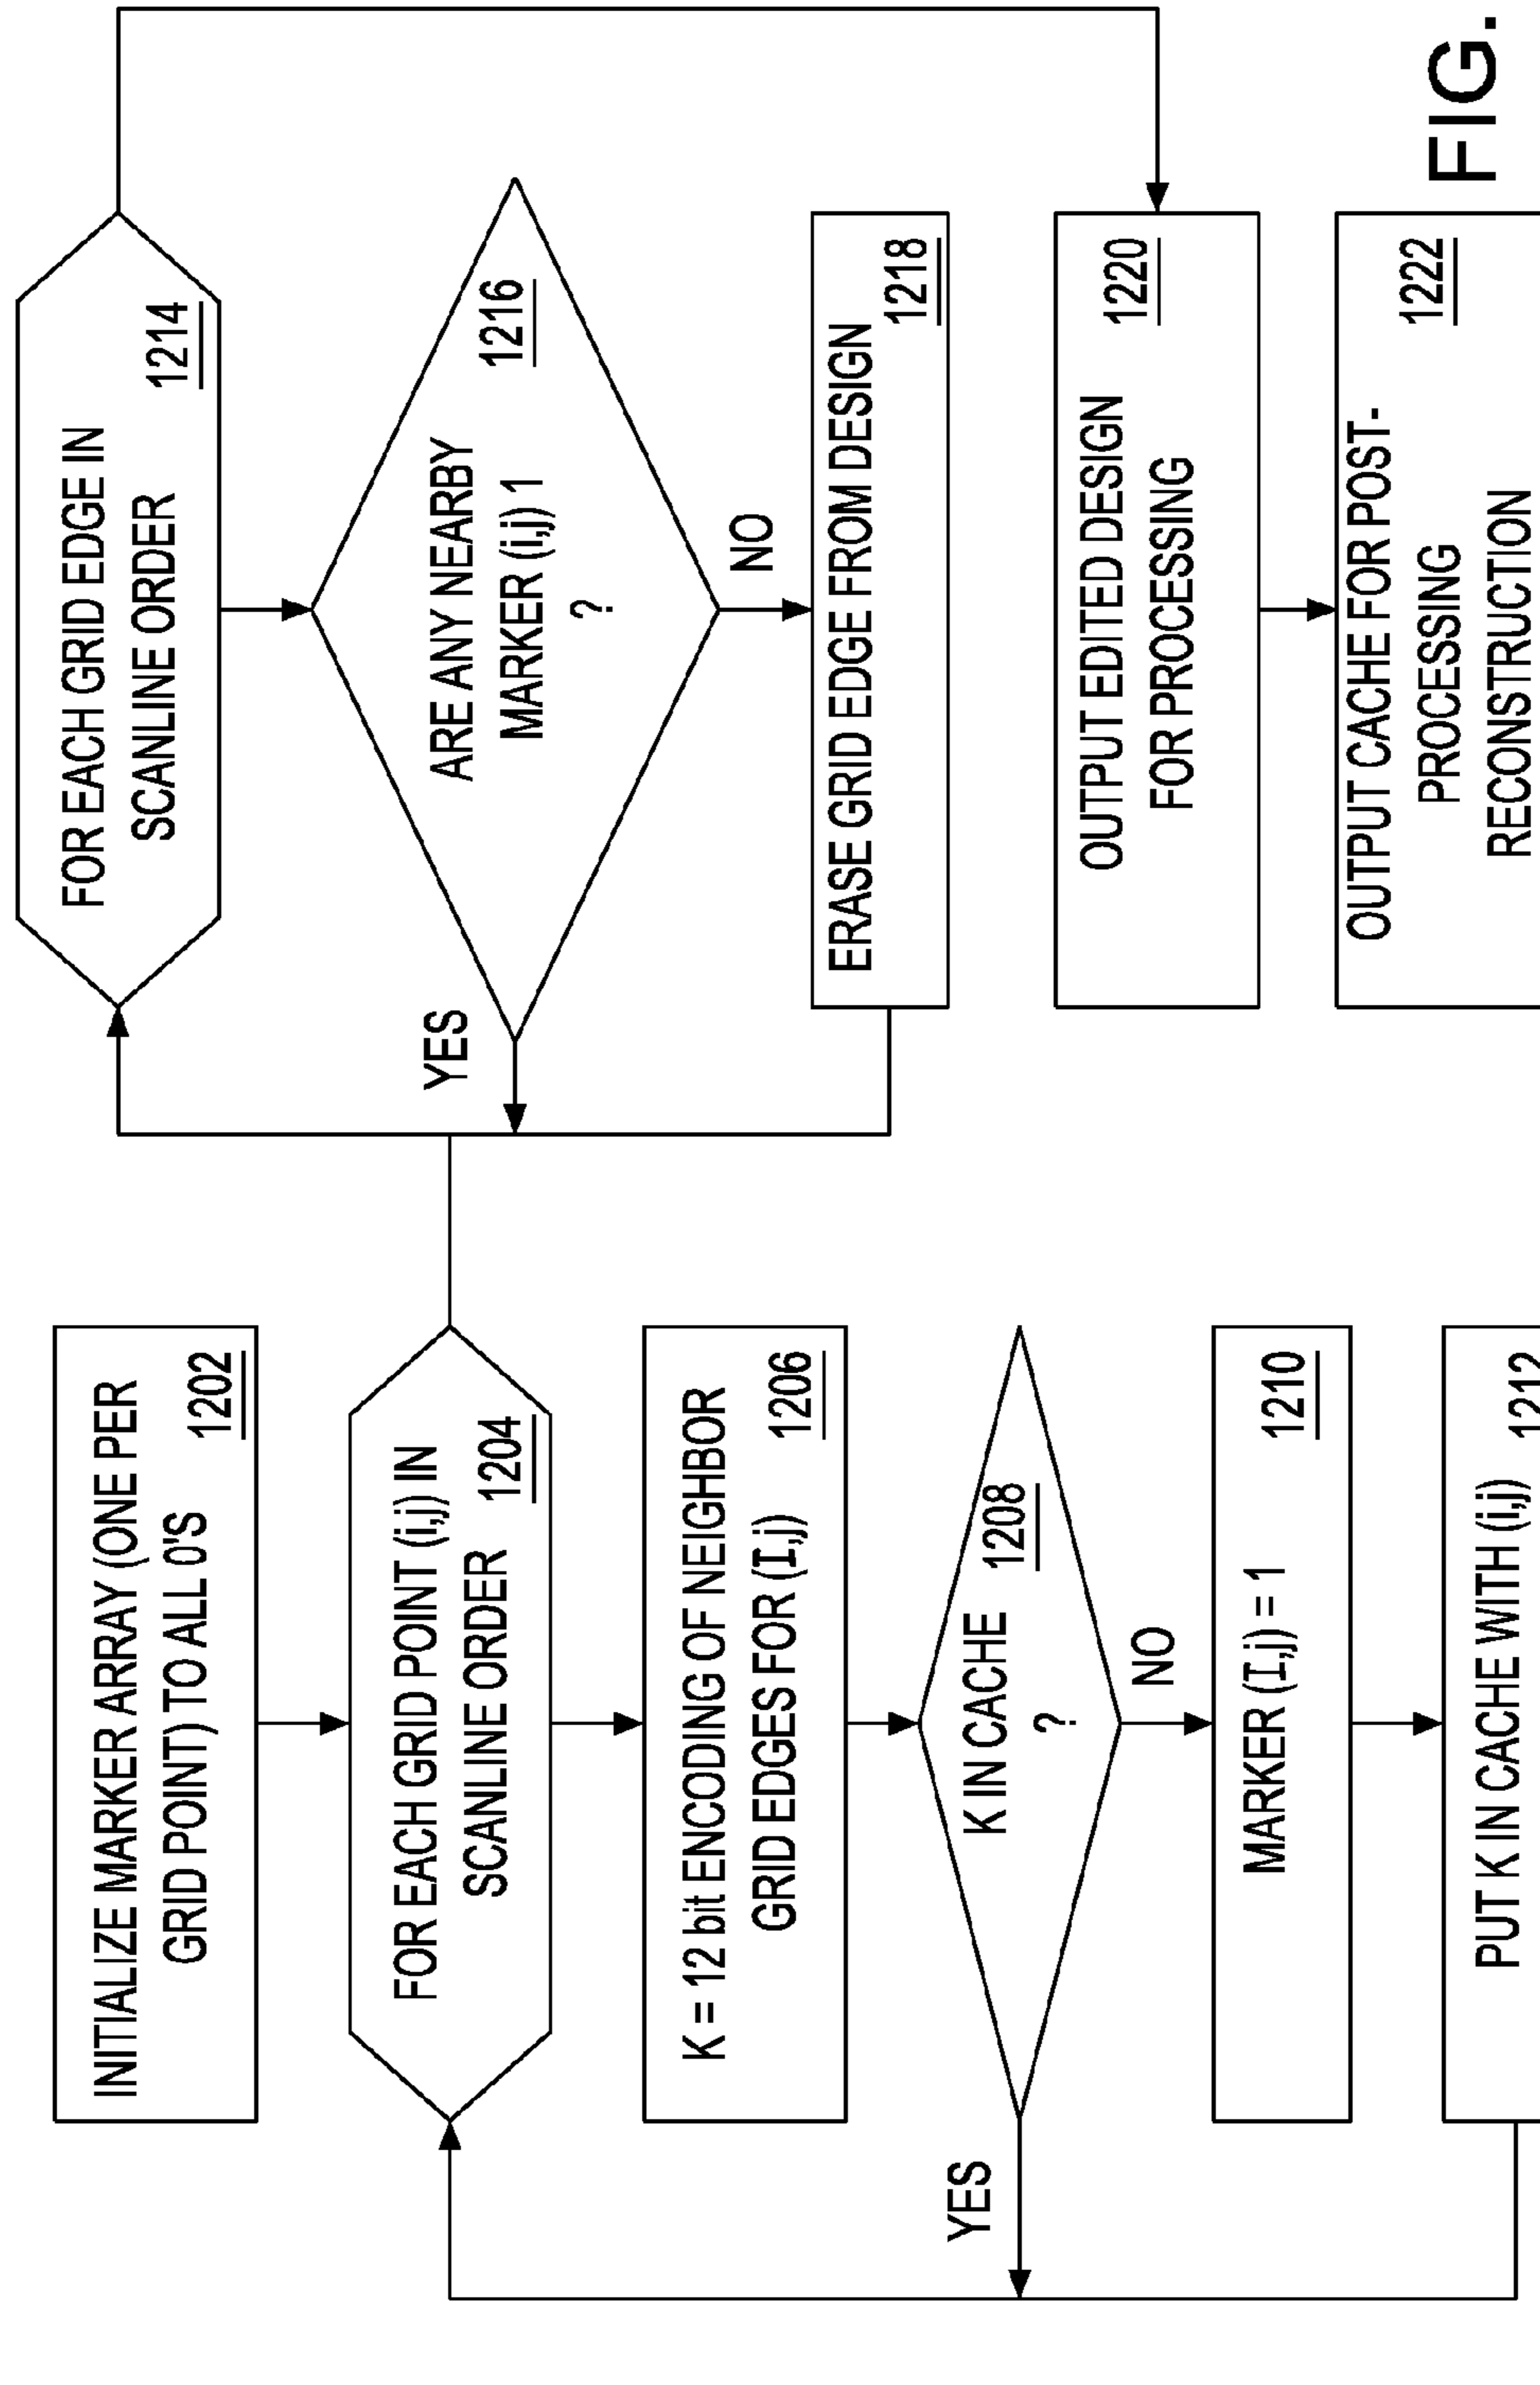 INITIALIZE MARKER ARRAY (ONE PER
GRID POINT) TO ALL 0'S
1202
FOR EACH GRID POINT (i,j) IN
SCANLINE ORDER
1204
K = 12 bit ENCODING OF NEIGHBOR
GRID EDGES FOR (I,j)
1206
K IN CACHE
?
1208
YES
NO
MARKER (I,j) = 1
1210
PUT K IN CACHE WITH (i,j)
1212
FOR EACH GRID EDGE IN
SCANLINE ORDER
1214
ARE ANY NEARBY
MARKER (i,j) 1
?
1216
YES
NO
ERASE GRID EDGE FROM DESIGN
1218
OUTPUT EDITED DESIGN
FOR PROCESSING
1220
OUTPUT CACHE FOR POST-
PROCESSING
RECONSTRUCTION
1222
FIG.